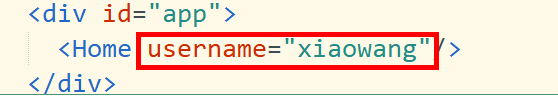 <div id="app">
<Home username="xiaowang"/>
</div>